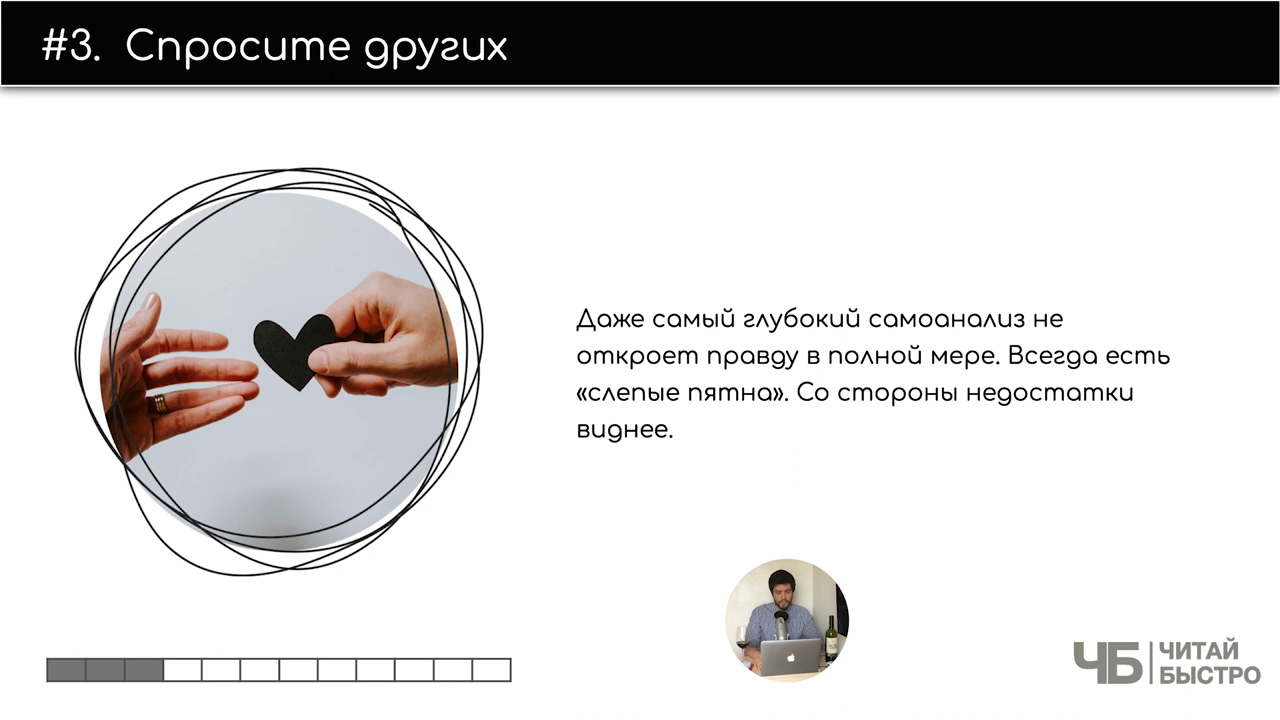 #3. Спросите других
Даже самый глубокий самоанализ не
откроет правду в полной мере. Всегда есть
«слепые пятна». Со стороны недостатки
виднее.
ЧБ
ЧИТАЙ
БЫСТРО